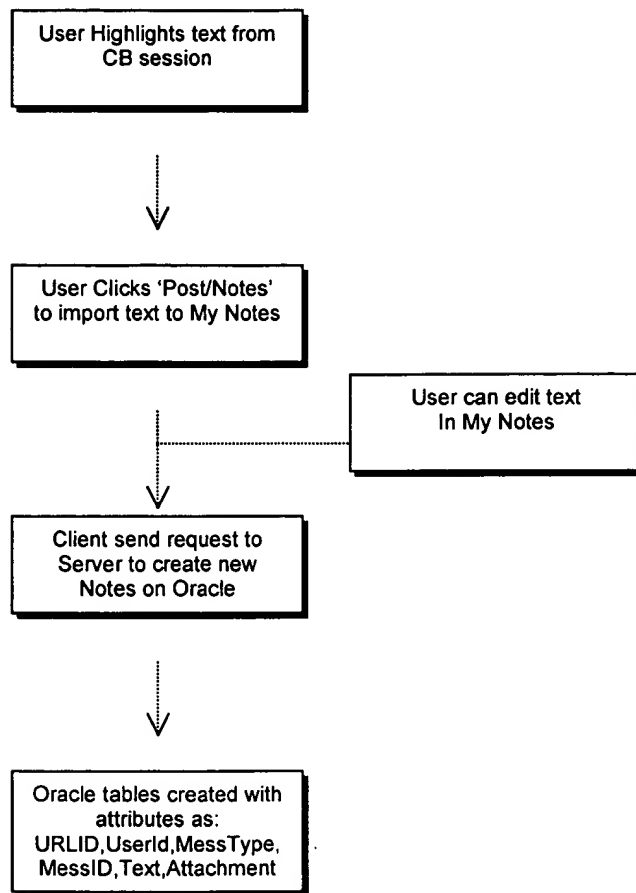 User Highlights text from
CB session
User Clicks ‘Post/Notes’
to import text to My Notes
User can edit text
In My Notes
Client send request to
Server to create new
Notes on Oracle
Oracle tables created with
attributes as:
URLID,UserId,MessType,
MessID,Text,Attachment